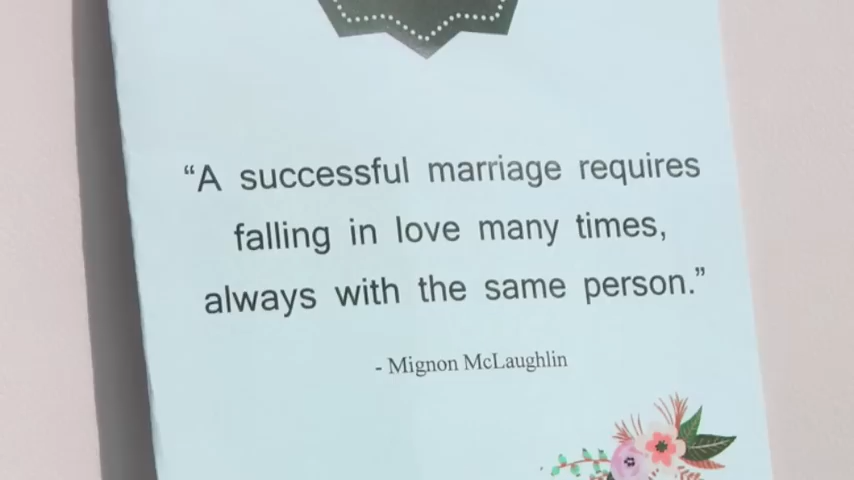 “A successful marriage requires
falling in love many times,
always with the same person.”
- Mignon McLaughlin